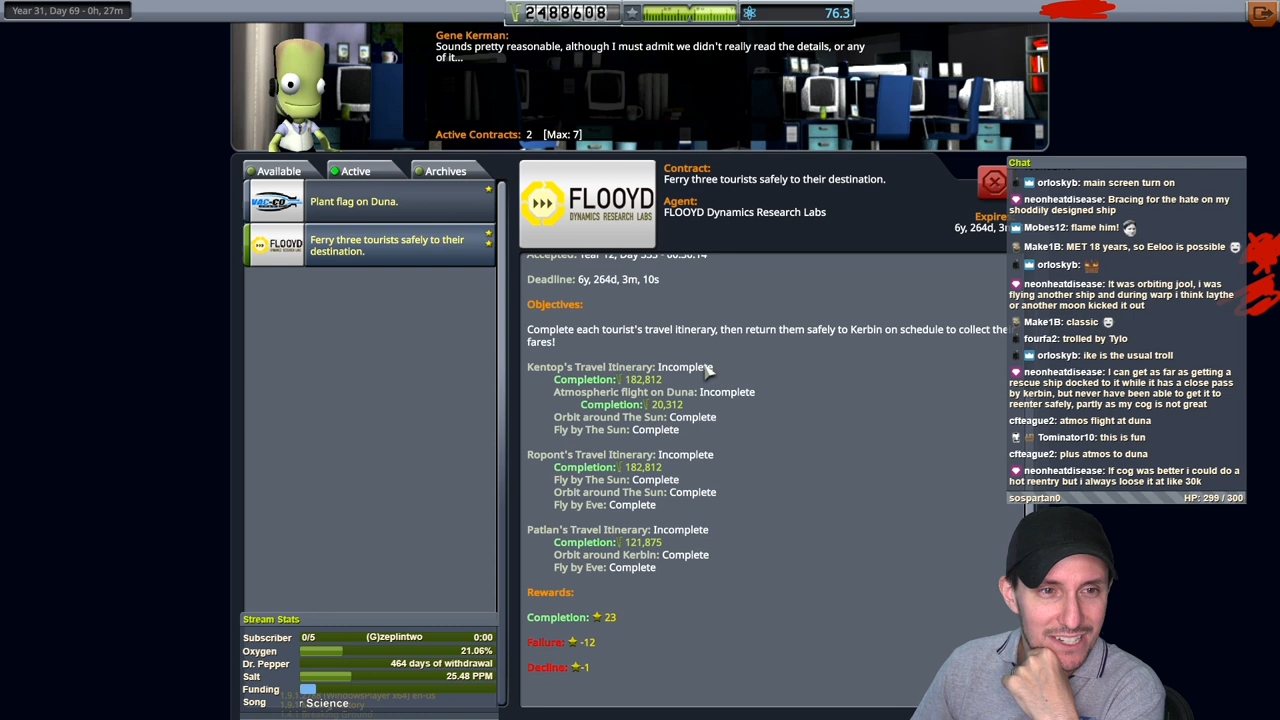 Year 31, Day 69 - 0h, 27m
2488608
76.3
Gene Kerman:
Sounds pretty reasonable, although I must admit we didn't really read the details, or any
of it...
Active Contracts: 2 [Max: 7]
Available
Active
Archives
VAC-CO
Plant flag on Duna.
FLOOYD
Ferry three tourists safely to their
destination.
FLOOYD
DYNAMICS RESEARCH LABS
Contract:
Ferry three tourists safely to their destination.
Agent:
FLOOYD Dynamics Research Labs
Expire
6y, 264d, 3m
Deadline: 6y, 264d, 3m, 10s
Objectives:
Complete each tourist's travel itinerary, then return them safely to Kerbin on schedule to collect the
fares!
Kentop's Travel Itinerary: Incomplete
Completion: 182,812
Atmospheric flight on Duna: Incomplete
Completion: 20,312
Orbit around The Sun: Complete
Fly by The Sun: Complete
Ropont's Travel Itinerary: Incomplete
Completion: 182,812
Fly by The Sun: Complete
Orbit around The Sun: Complete
Fly by Eve: Complete
Patlan's Travel Itinerary: Incomplete
Completion: 121,875
Orbit around Kerbin: Complete
Fly by Eve: Complete
Rewards:
Completion: 23
Failure: -12
Decline: -1
Chat
orloskyb: main screen turn on
neonheatdisease: Bracing for the hate on my
shoddily designed ship
Mobes12: flame him!
Make1B: MET 18 years, so Eeloo is possible
orloskyb:
neonheatdisease: It was orbiting jool, i was
flying another ship and during warp i think laythe
or another moon kicked it out
Make1B: classic
fourfa2: trolled by Tylo
orloskyb: ike is the usual troll
neonheatdisease: I can get as far as getting a
rescue ship docked to it while it has a close pass
by kerbin, but never have been able to get it to
reenter safely, partly as my cog is not great
cfteague2: atmos flight at duna
Tominator10: this is fun
cfteague2: plus atmos to duna
neonheatdisease: If cog was better i could do a
hot reentry but i always loose it at like 30k
sospartan0 HP: 299 / 300
Stream Stats
Subscriber 0/5 (G)zeplintwo 0:00
Oxygen 21.06%
Dr. Pepper 464 days of withdrawal
Salt 25.48 PPM
Funding
Song r Science